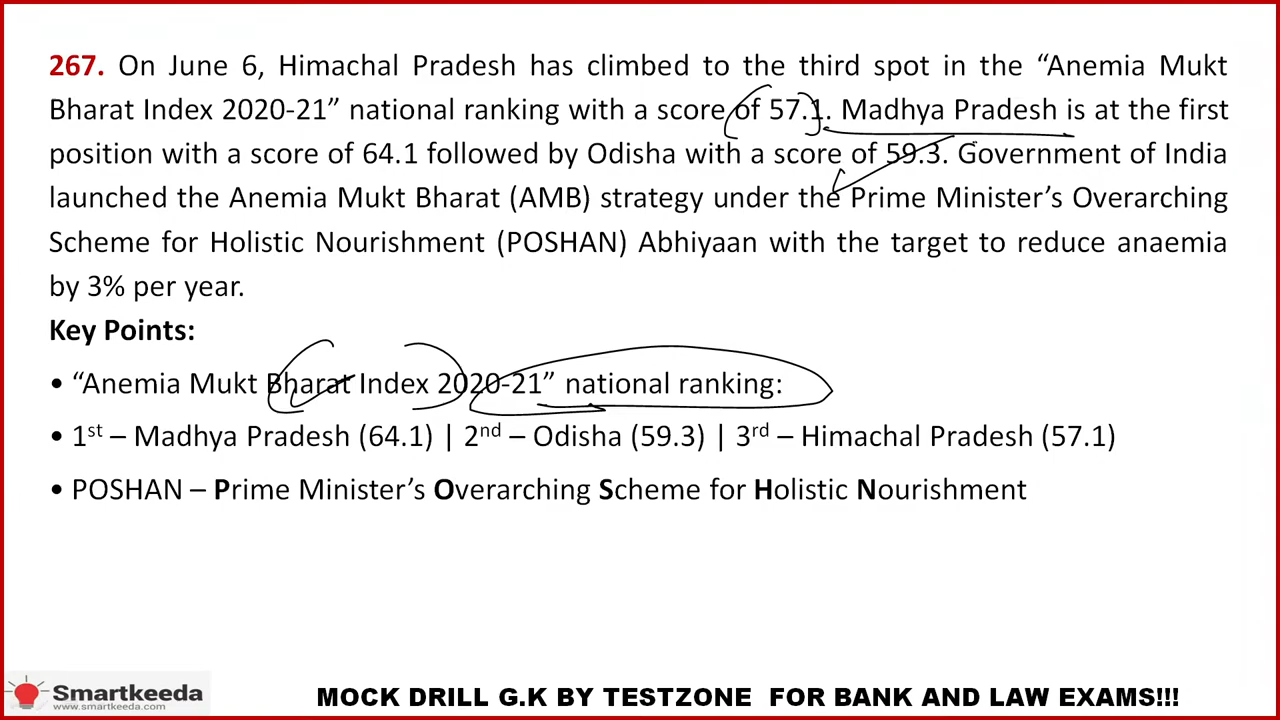 267. On June 6, Himachal Pradesh has climbed to the third spot in the “Anemia Mukt
Bharat Index 2020-21” national ranking with a score of 57.1. Madhya Pradesh is at the first
position with a score of 64.1 followed by Odisha with a score of 59.3. Government of India
launched the Anemia Mukt Bharat (AMB) strategy under the Prime Minister’s Overarching
Scheme for Holistic Nourishment (POSHAN) Abhiyaan with the target to reduce anaemia
by 3% per year.
Key Points:
• “Anemia Mukt Bharat Index 2020-21” national ranking:
• 1st – Madhya Pradesh (64.1) | 2nd – Odisha (59.3) | 3rd – Himachal Pradesh (57.1)
• POSHAN – Prime Minister’s Overarching Scheme for Holistic Nourishment
Smartkeeda
www.smartkeeda.com
MOCK DRILL G.K BY TESTZONE FOR BANK AND LAW EXAMS!!!